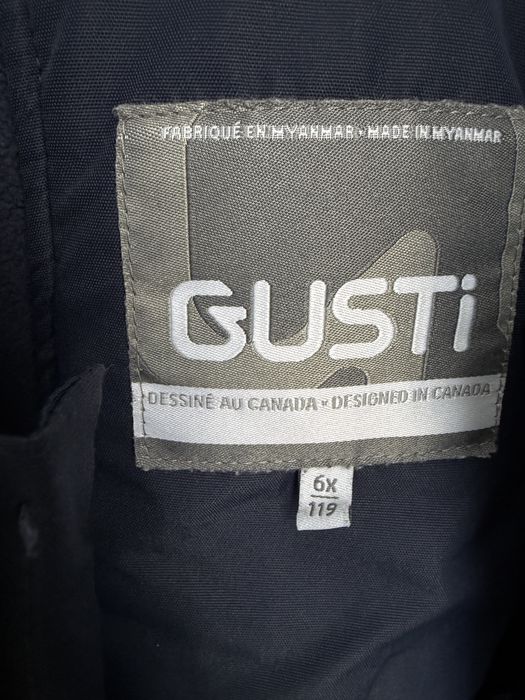 FABRIQUÉ EN MYANMAR • MADE IN MYANMAR
GUSTi
DESSINÉ AU CANADA • DESIGNED IN CANADA
6x
119